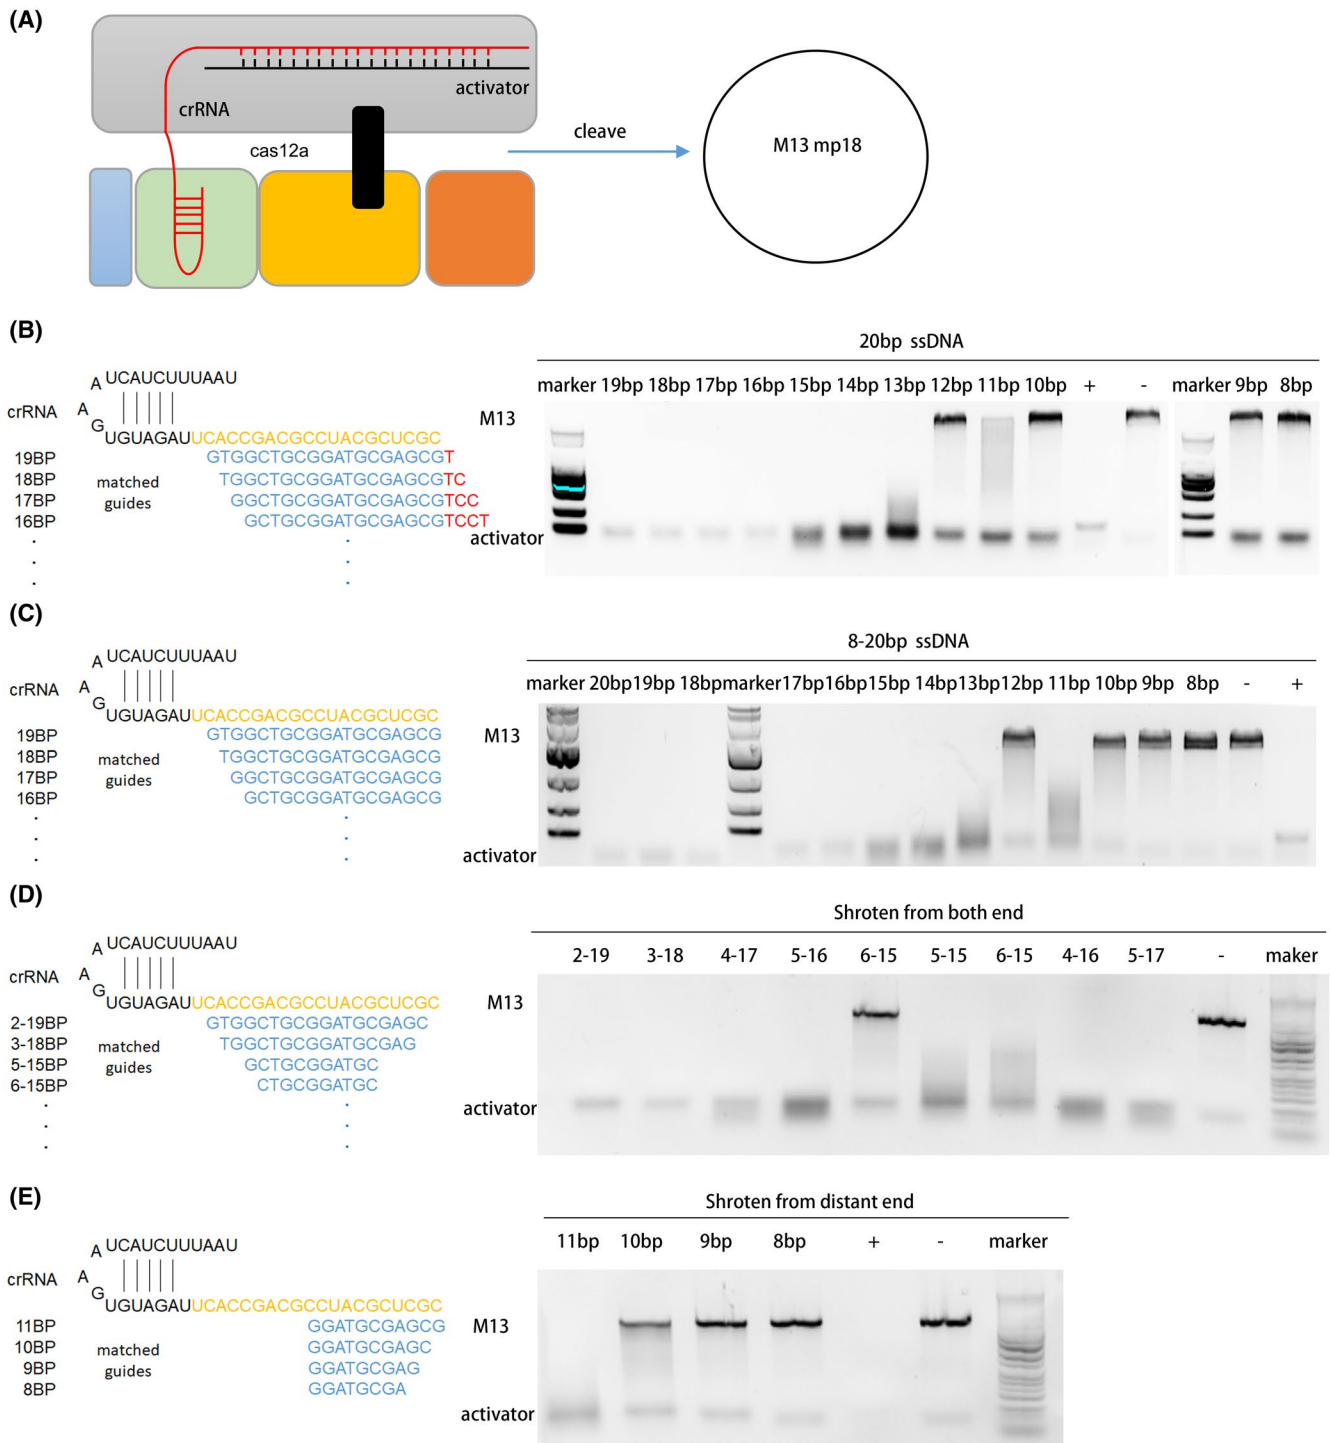 (A)
activator
crRNA
cas12a
cleave
M13 mp18
(B)
20bp ssDNA
marker 19bp 18bp 17bp 16bp 15bp 14bp 13bp 12bp 11bp 10bp + - marker 9bp 8bp
A UCAUCUUUAAU
crRNA A
G
UGUAGAUUCACCGACGCCUACGCUCGC
19BP GTGGCTGCGGATGCGAGCGT
18BP TGGCTGCGGATGCGAGCGTC
17BP GGCTGCGGATGCGAGCGTCC
16BP GCTGCGGATGCGAGCGTCCT
matched
guides
M13
activator
(C)
8-20bp ssDNA
marker 20bp 19bp 18bp marker 17bp 16bp 15bp 14bp 13bp 12bp 11bp 10bp 9bp 8bp - +
A UCAUCUUUAAU
crRNA A
G
UGUAGAUUCACCGACGCCUACGCUCGC
19BP GTGGCTGCGGATGCGAGCG
18BP TGGCTGCGGATGCGAGCG
17BP GGCTGCGGATGCGAGCG
16BP GCTGCGGATGCGAGCG
matched
guides
M13
activator
(D)
Shroten from both end
2-19 3-18 4-17 5-16 6-15 5-15 6-15 4-16 5-17 - maker
A UCAUCUUUAAU
crRNA A
G
UGUAGAUUCACCGACGCCUACGCUCGC
2-19BP GTGGCTGCGGATGCGAGC
3-18BP TGGCTGCGGATGCGAG
5-15BP GCTGCGGATGC
6-15BP CTGCGGATGC
matched
guides
M13
activator
(E)
Shroten from distant end
11bp 10bp 9bp 8bp + - marker
A UCAUCUUUAAU
crRNA A
G
UGUAGAUUCACCGACGCCUACGCUCGC
11BP GGATGCGAGCG
10BP GGATGCGAGC
9BP GGATGCGAG
8BP GGATGCGA
matched
guides
M13
activator